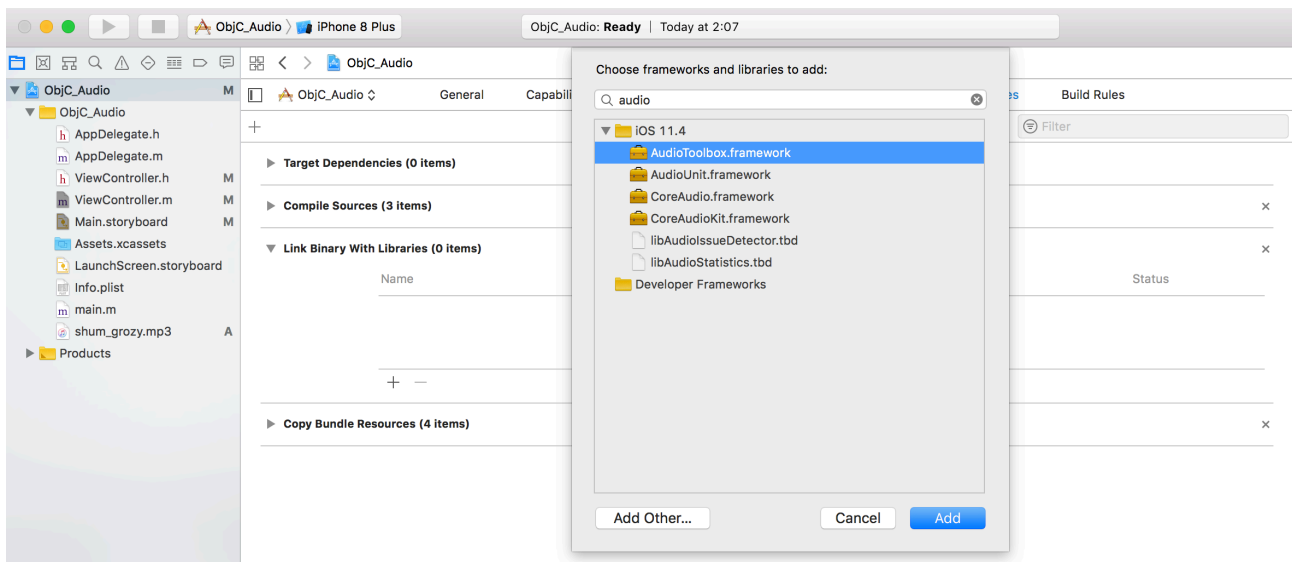 ObjC_Audio iPhone 8 Plus ObjC_Audio: Ready | Today at 2:07
ObjC_Audio
ObjC_Audio M
ObjC_Audio
h AppDelegate.h
m AppDelegate.m
h ViewController.h M
m ViewController.m M
Main.storyboard M
Assets.xcassets
LaunchScreen.storyboard
Info.plist
m main.m
shum_grozy.mp3 A
Products
ObjC_Audio General Capabili es Build Rules
Filter
Target Dependencies (0 items)
Compile Sources (3 items)
Link Binary With Libraries (0 items)
Name Status
Copy Bundle Resources (4 items)
Choose frameworks and libraries to add:
audio
iOS 11.4
AudioToolbox.framework
AudioUnit.framework
CoreAudio.framework
CoreAudioKit.framework
libAudioIssueDetector.tbd
libAudioStatistics.tbd
Developer Frameworks
Add Other... Cancel Add